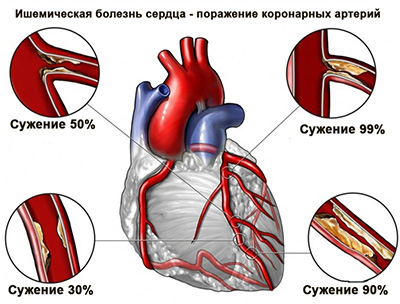 Ишемическая болезнь сердца - поражение коронарных артерий
Сужение 50%
Сужение 99%
Сужение 30%
Сужение 90%